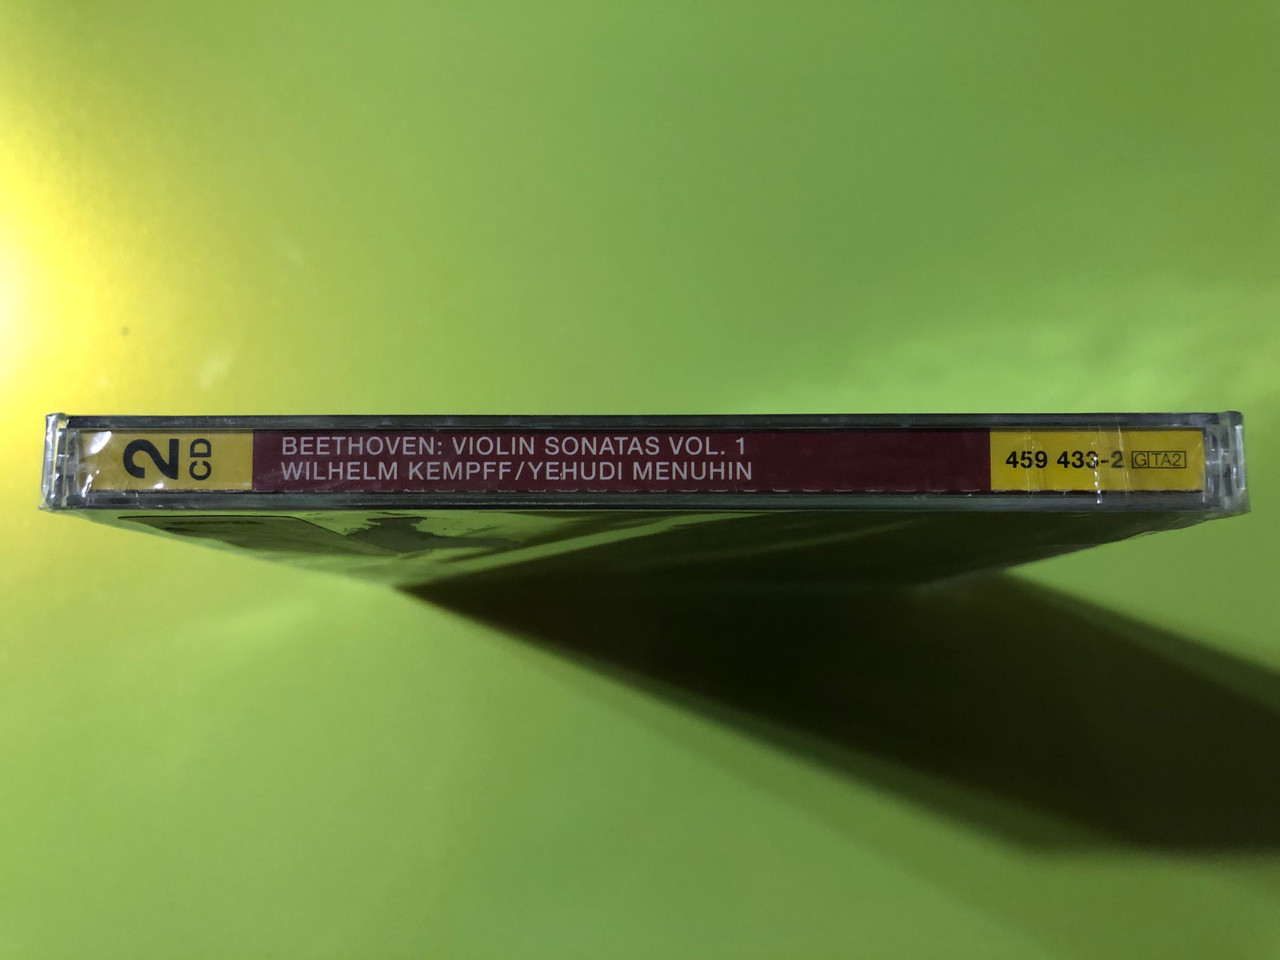 2
CD
BEETHOVEN: VIOLIN SONATAS VOL. 1
WILHELM KEMPFF/YEHUDI MENUHIN
459 433-2 GTA2